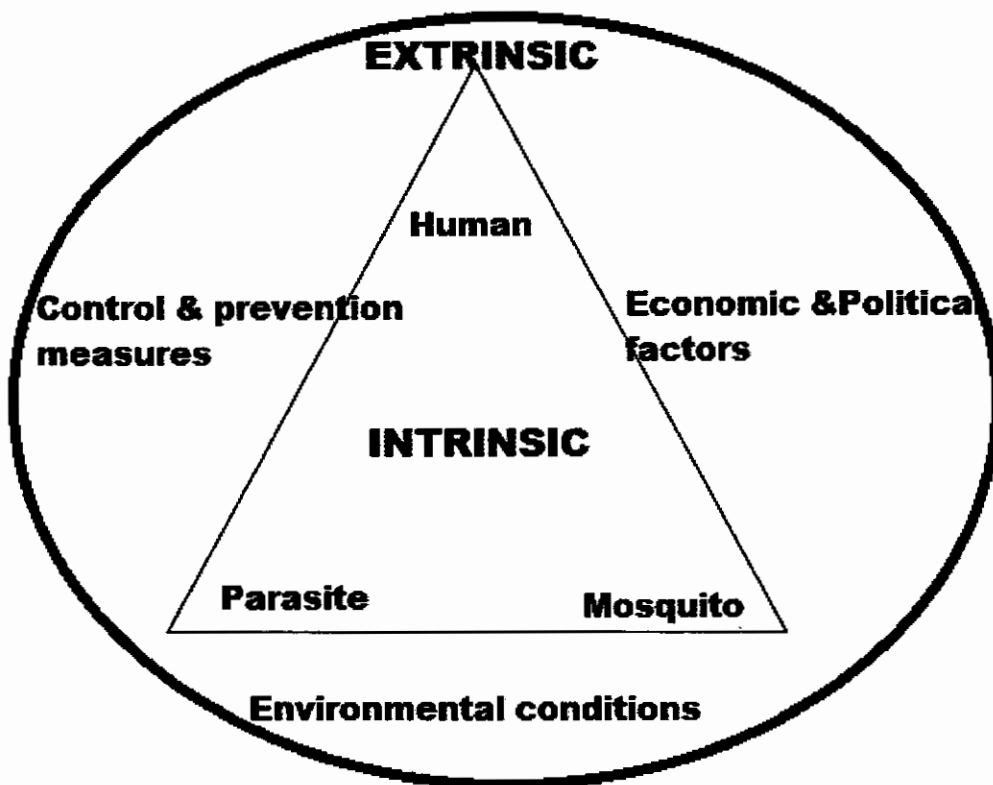 EXTRINSIC
Human
Control & prevention
measures
Economic &Political
factors
INTRINSIC
Parasite
Mosquito
Environmental conditions